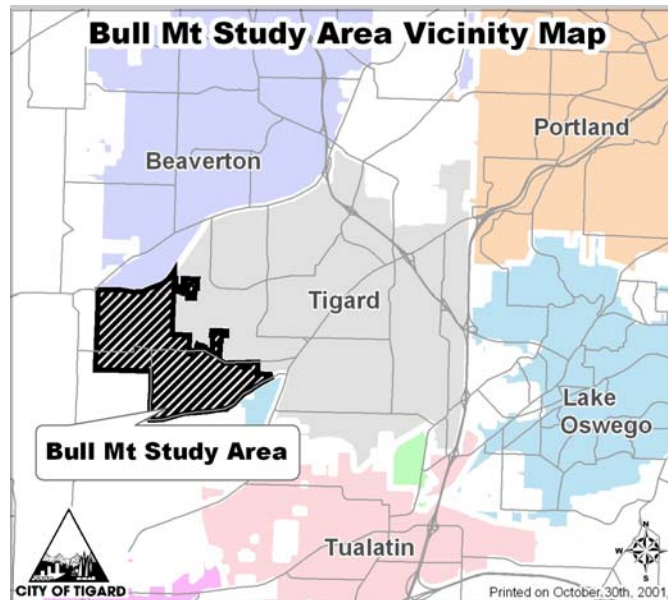 Bull Mt Study Area Vicinity Map
Portland
Beaverton
Tigard
Lake
Oswego
Bull Mt Study Area
Tualatin
N
W E
S
CITY OF TIGARD
Printed on October 30th, 2001